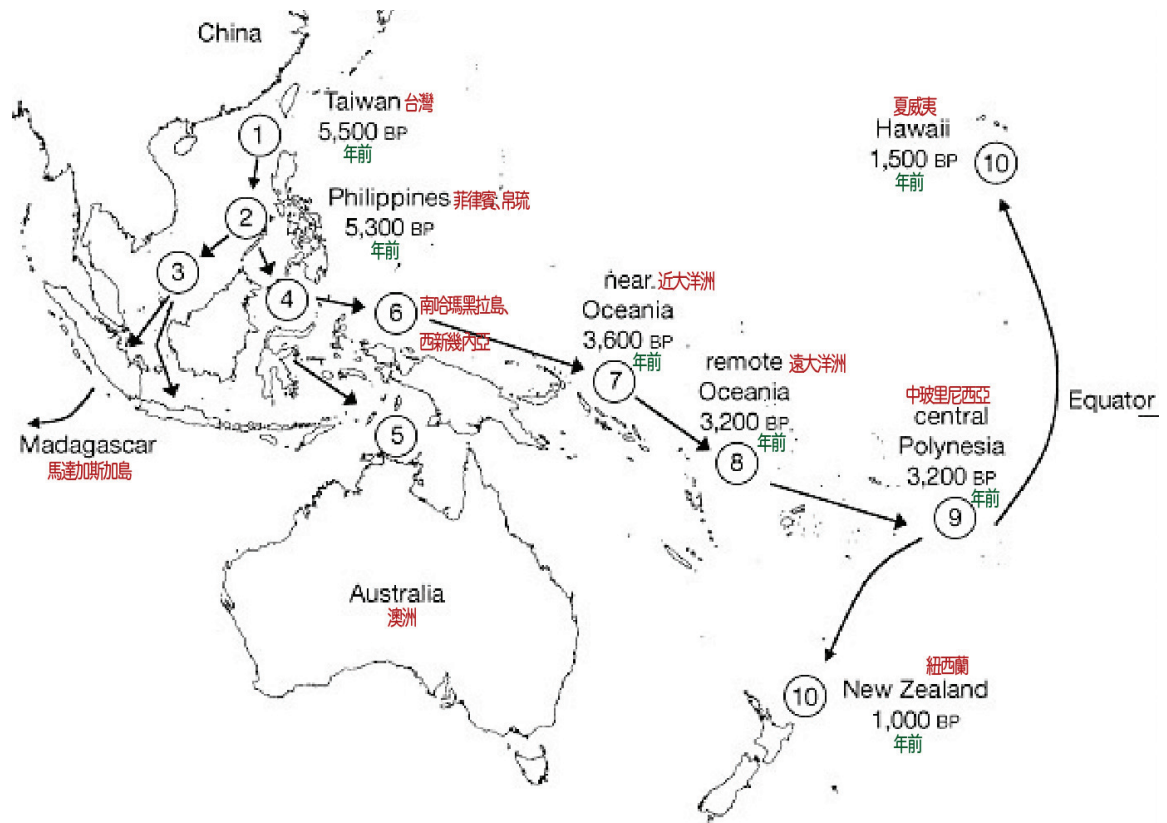 China
Taiwan 台灣
5,500 BP
年前
1
Philippines 菲律賓、帛琉
5,300 BP
年前
2
3
4
6
南哈瑪黑拉島、
西新幾內亞
near 近大洋洲
Oceania
3,600 BP
年前
7
remote 遠大洋洲
Oceania
3,200 BP
年前
8
夏威夷
Hawaii
1,500 BP
年前
10
Equator
中玻里尼西亞
central
Polynesia
3,200 BP
年前
9
Madagascar
馬達加斯加島
5
Australia
澳洲
紐西蘭
10
New Zealand
1,000 BP
年前